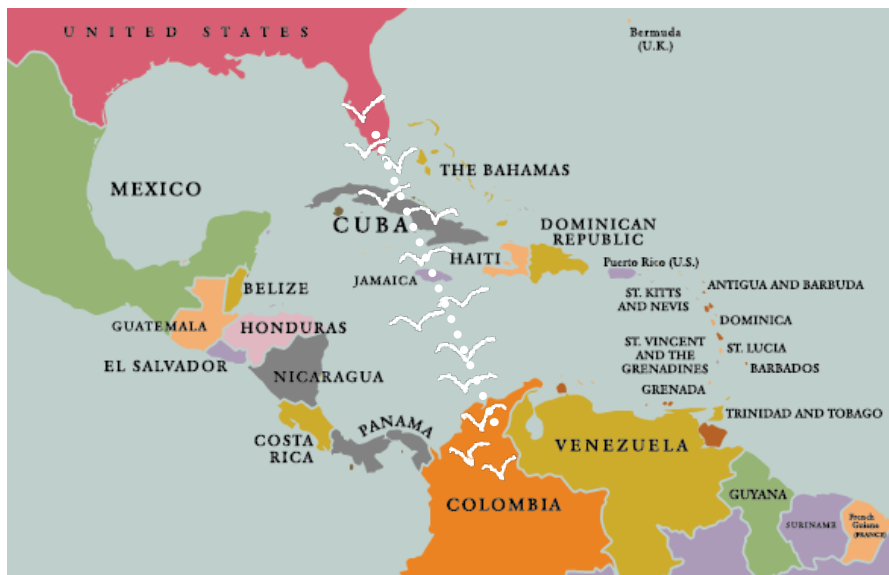 UNITED STATES
Bermuda
(U.K.)
MEXICO
THE BAHAMAS
CUBA
DOMINICAN
REPUBLIC
HAITI
Puerto Rico (U.S.)
JAMAICA
BELIZE
ANTIGUA AND BARBUDA
ST. KITTS
AND NEVIS
GUATEMALA
HONDURAS
DOMINICA
EL SALVADOR
ST. VINCENT
AND THE
GRENADINES
ST. LUCIA
BARBADOS
NICARAGUA
GRENADA
TRINIDAD AND TOBAGO
COSTA
RICA
PANAMA
VENEZUELA
COLOMBIA
GUYANA
SURINAME
French
Guiana
(FRANCE)